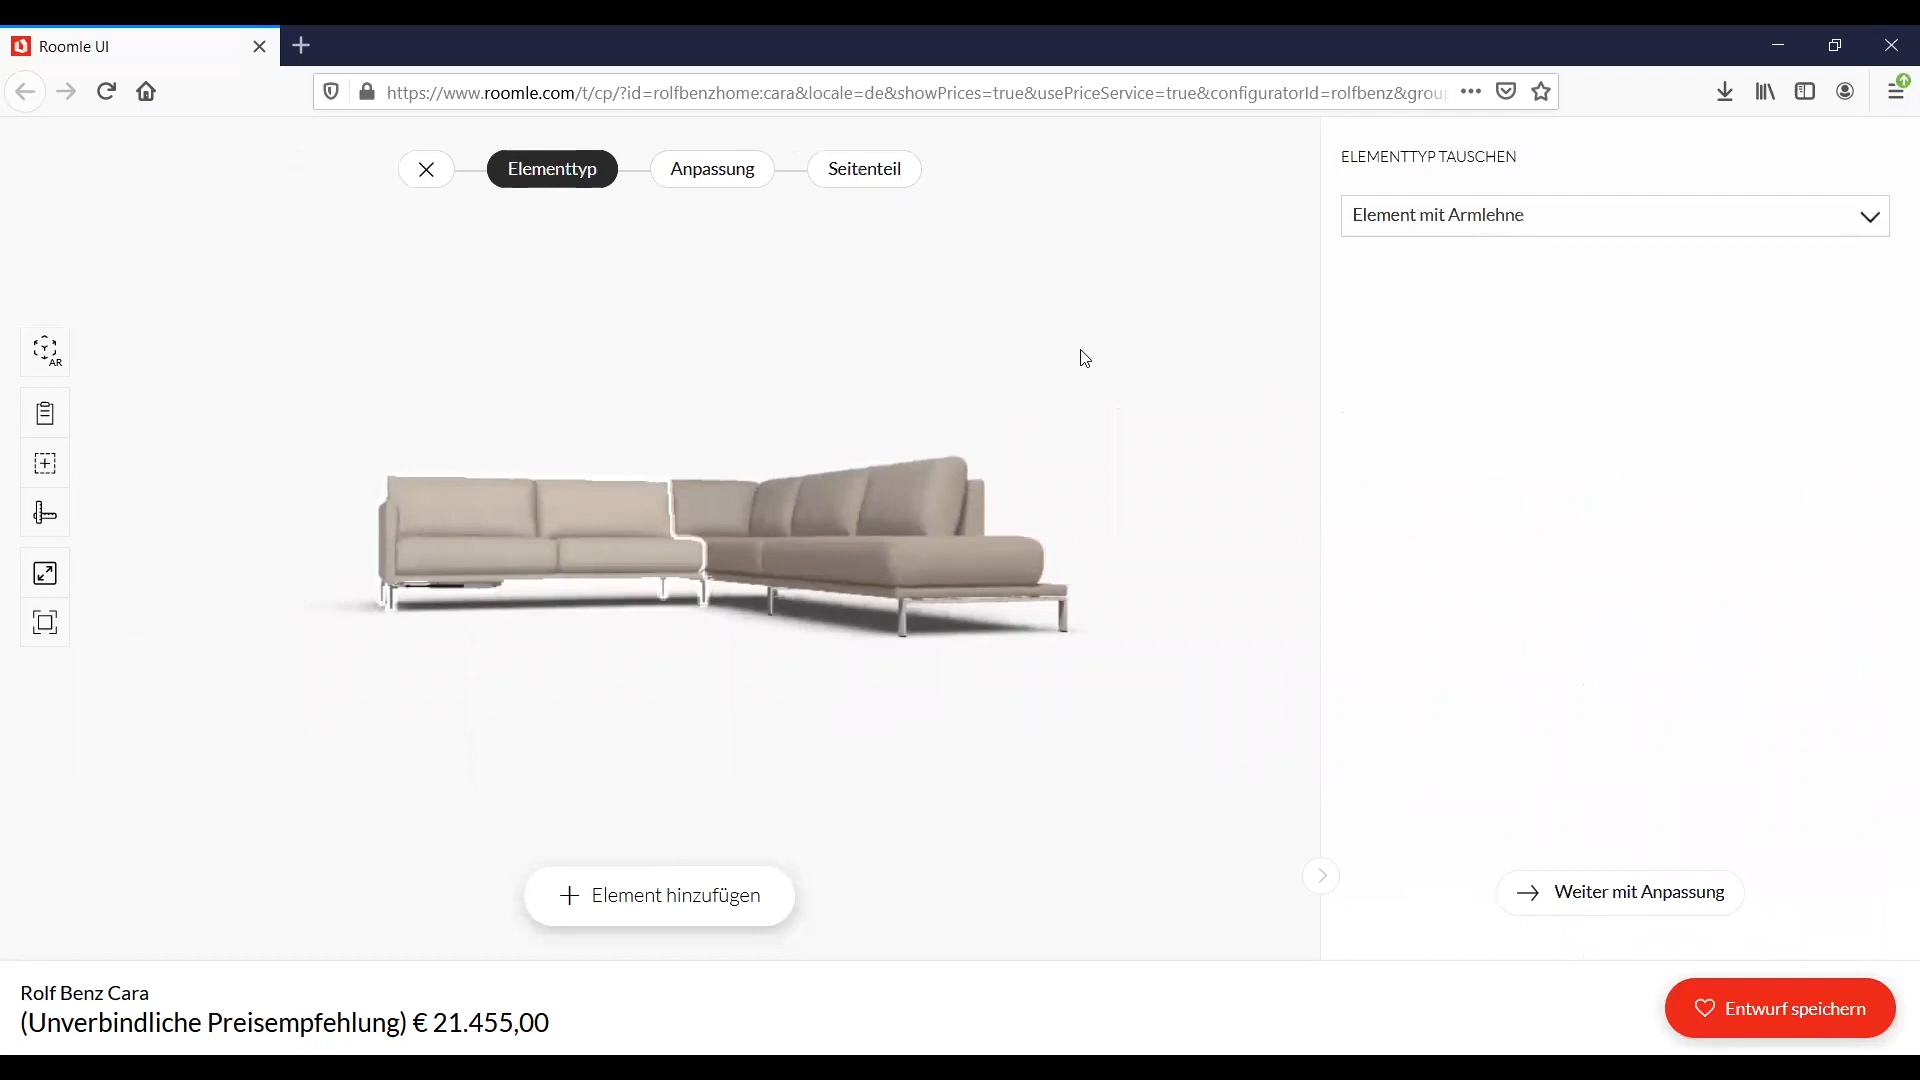 Roomle UI
https://www.roomle.com/t/cp/?id=rolfbenzhome:cara&locale=de&showPrices=true&usePriceService=true&configuratorId=rolfbenz&grou
Elementtyp
Anpassung
Seitenteil
ELEMENTTYP TAUSCHEN
Element mit Armlehne
AR
Element hinzufügen
Weiter mit Anpassung
Rolf Benz Cara
(Unverbindliche Preisempfehlung) € 21.455,00
Entwurf speichern